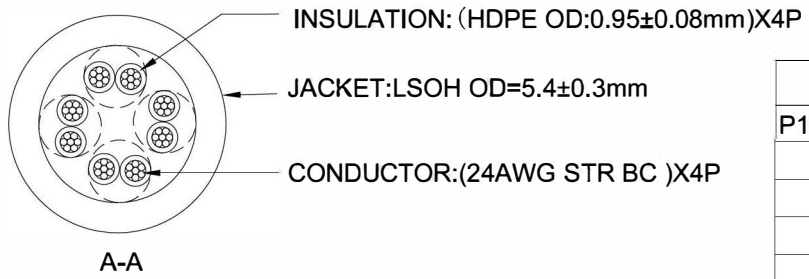 INSULATION: (HDPE OD:0.95±0.08mm)X4P
JACKET:LSOH OD=5.4±0.3mm
P1
CONDUCTOR:(24AWG STR BC )X4P
A-A